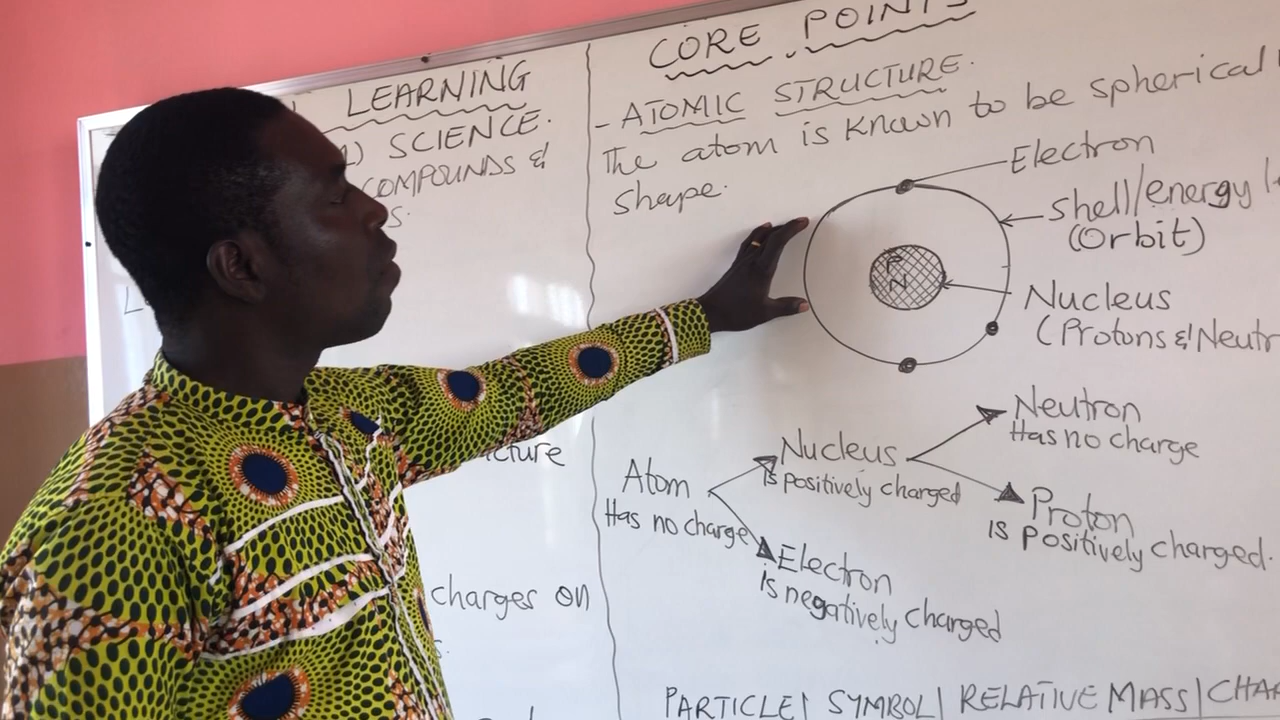 LEARNING
SCIENCE.
COMPOUNDS &
cture
charges on
CORE POINTS
- ATOMIC STRUCTURE.
The atom is known to be spherical
shape.
Electron
Shell/energy
(Orbit)
P
N
Nucleus
(Protons & Neutr
Neutron
Has no charge
Nucleus
is positively charged
Atom
Has no charge
Proton
is positively charged.
Electron
is negatively charged
PARTICLE | SYMBOL | RELATIVE MASS | CHAR